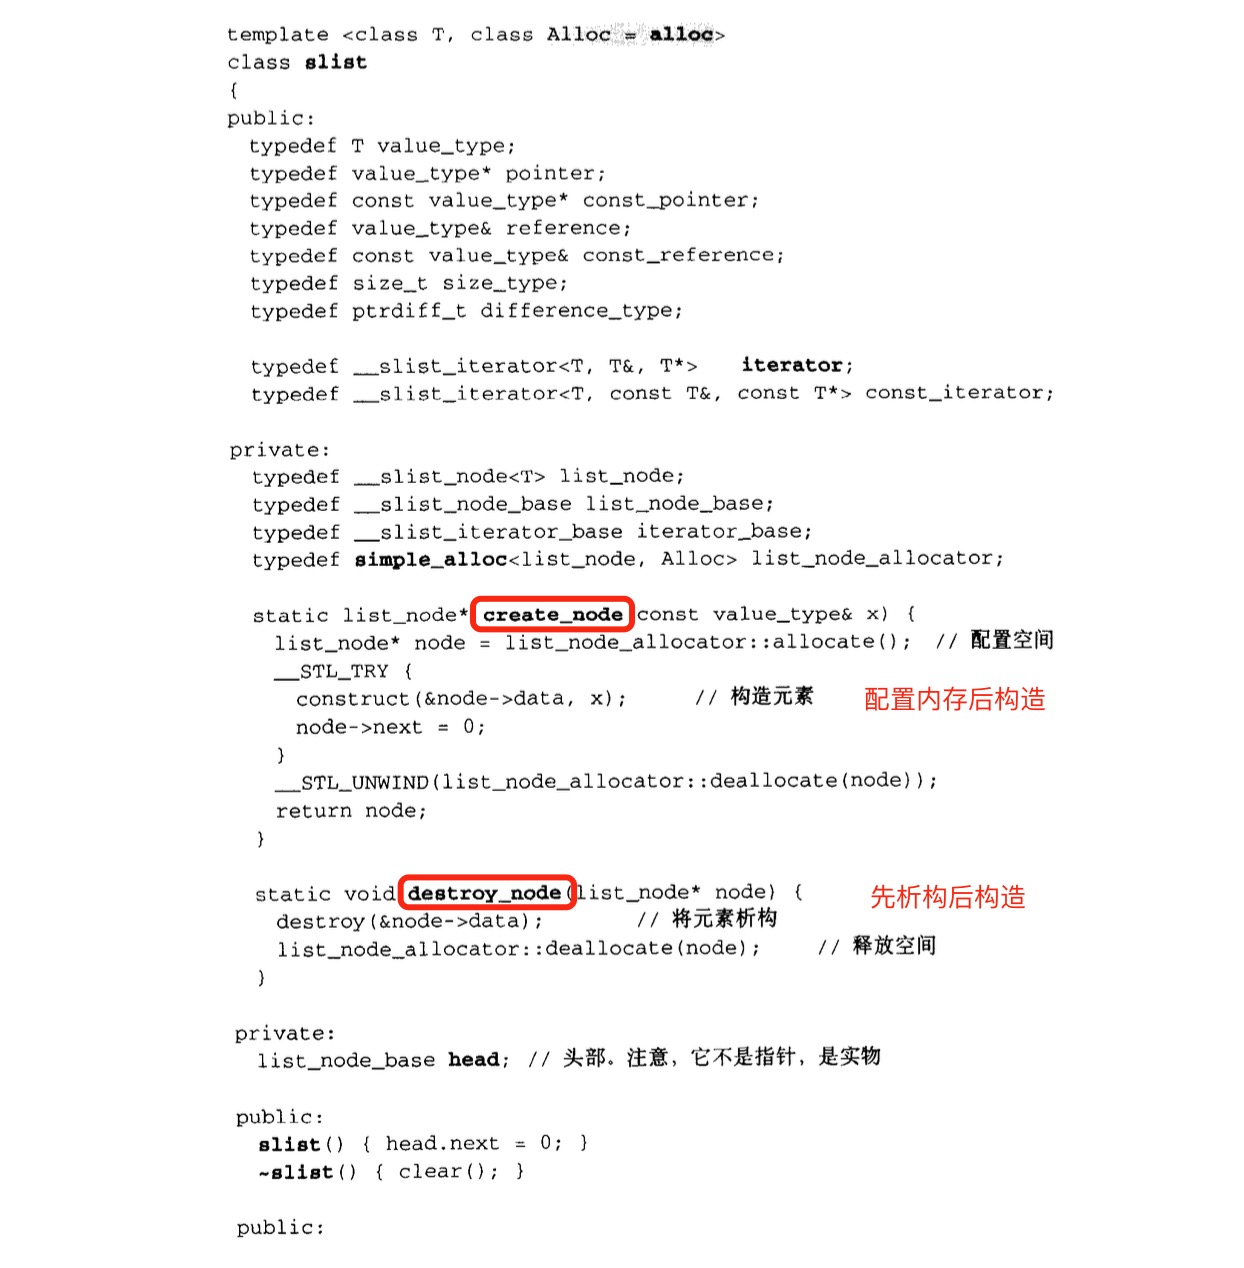 template <class T, class Alloc = alloc>
class slist
{
public:
  typedef T value_type;
  typedef value_type* pointer;
  typedef const value_type* const_pointer;
  typedef value_type& reference;
  typedef const value_type& const_reference;
  typedef size_t size_type;
  typedef ptrdiff_t difference_type;

  typedef __slist_iterator<T, T&, T*>   iterator;
  typedef __slist_iterator<T, const T&, const T*> const_iterator;

private:
  typedef __slist_node<T> list_node;
  typedef __slist_node_base list_node_base;
  typedef __slist_iterator_base iterator_base;
  typedef simple_alloc<list_node, Alloc> list_node_allocator;

  static list_node* create_node(const value_type& x) {
    list_node* node = list_node_allocator::allocate();  // 配置空间
    __STL_TRY {
      construct(&node->data, x);      // 构造元素 配置内存后构造
      node->next = 0;
    }
    __STL_UNWIND(list_node_allocator::deallocate(node));
    return node;
  }

  static void destroy_node(list_node* node) { 先析构后构造
    destroy(&node->data);        // 将元素析构
    list_node_allocator::deallocate(node);     // 释放空间
  }

private:
  list_node_base head;  // 头部。注意，它不是指针，是实物

public:
  slist() { head.next = 0; }
  ~slist() { clear(); }

public: